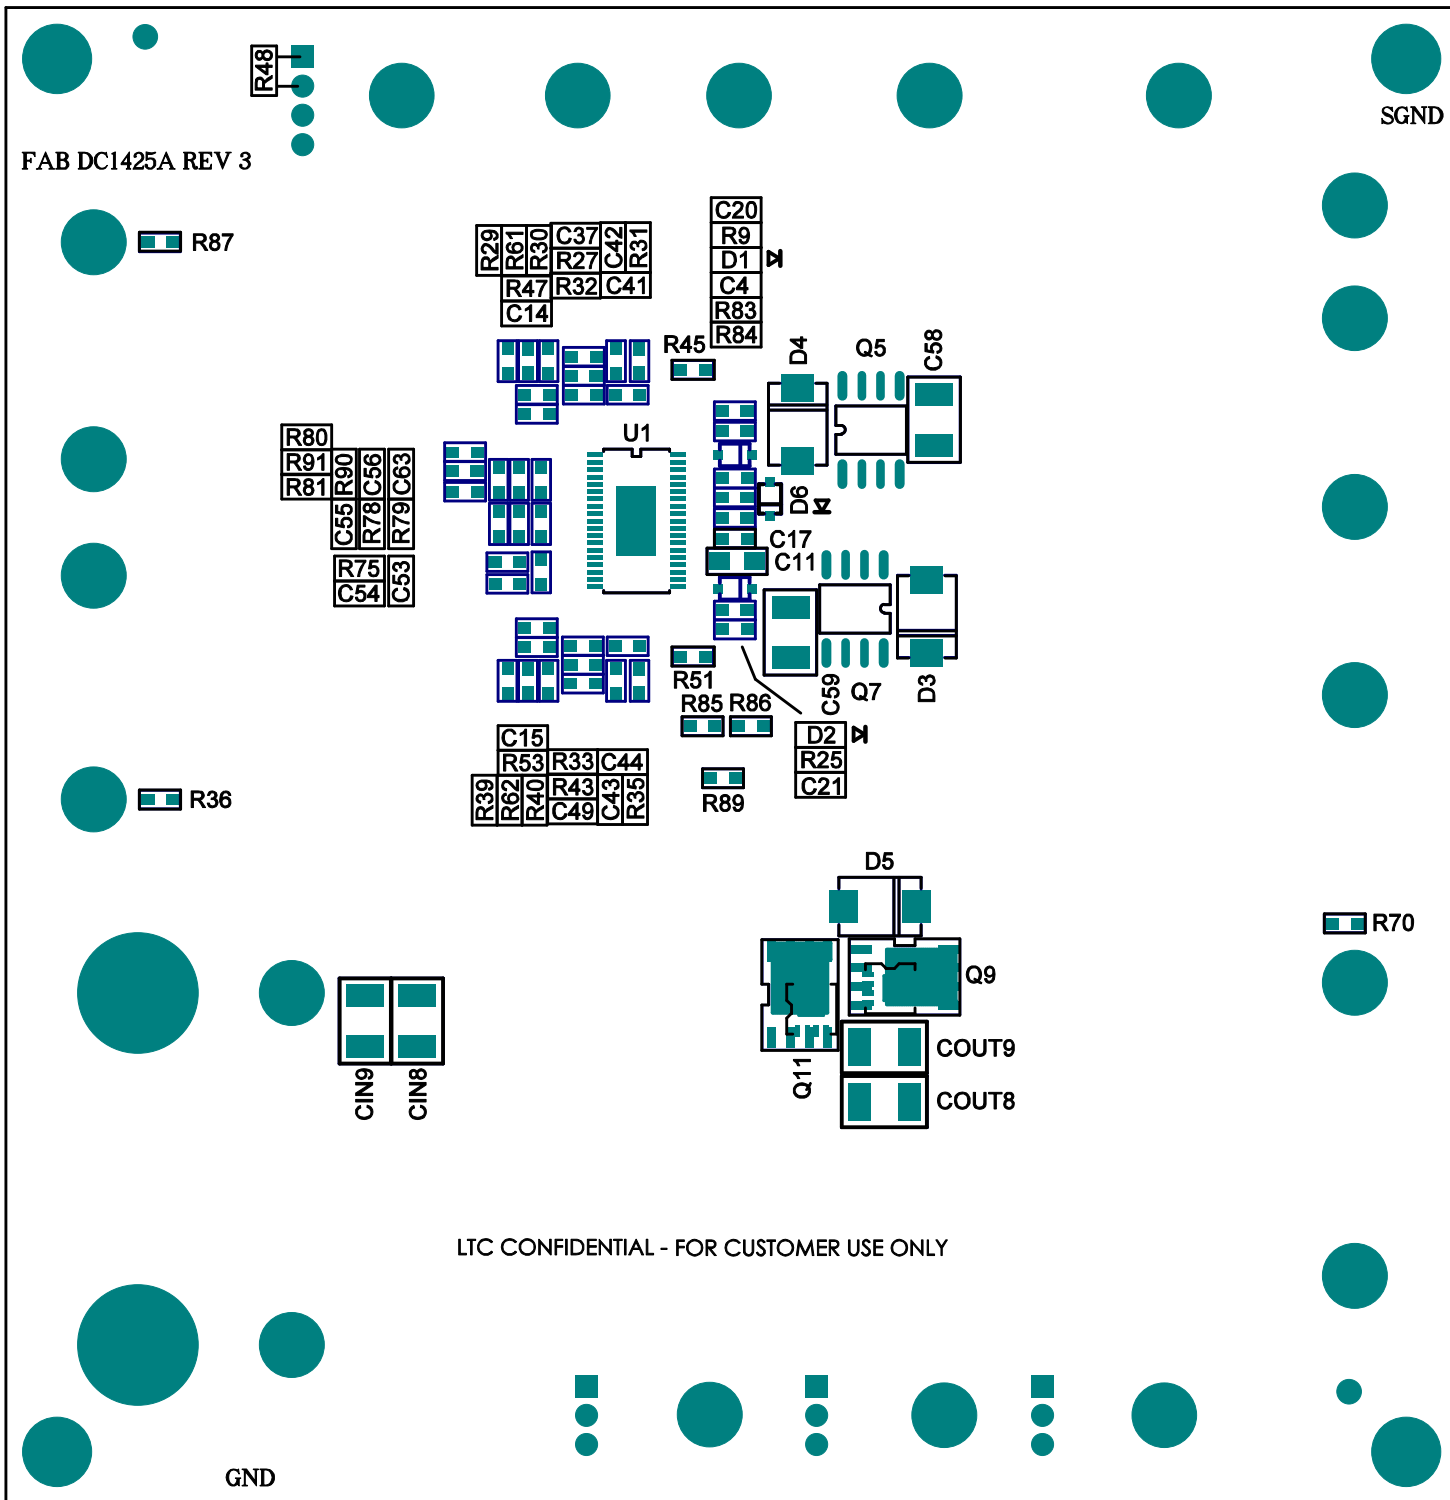 R48
SGND
FAB DC1425A REV 3
R87
R29
R61
R30
C37
C42
R31
R27
R47
R32
C41
C14
C20
R9
D1
C4
R83
R84
R45
D4
Q5
C58
U1
R80
R91
R81
R90
C56
C63
C55
R78
R79
R75
C54
C53
D6
C17
C11
R51
C59
Q7
D3
R85
R86
D2
R25
C21
C15
R53
R33
C44
R39
R62
R40
R43
C49
C43
R35
R89
R36
D5
R70
Q9
Q11
COUT9
COUT8
CIN9
CIN8
LTC CONFIDENTIAL - FOR CUSTOMER USE ONLY
GND